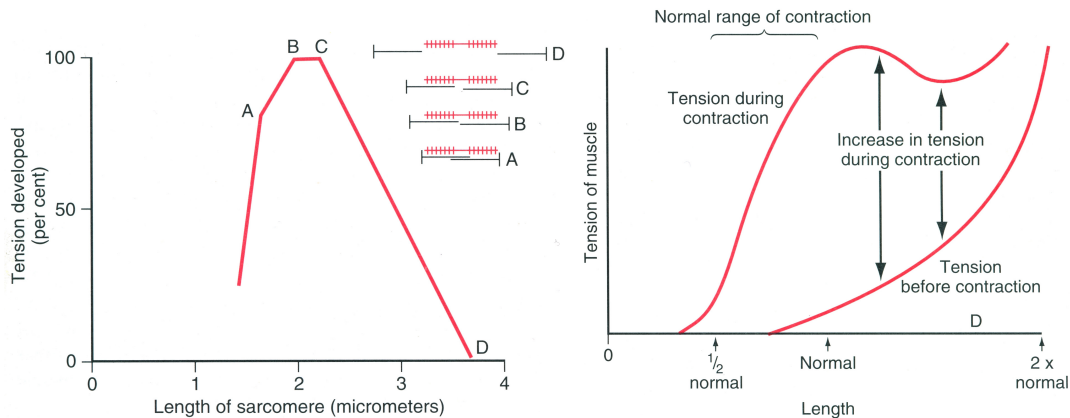 Tension developed
(per cent)
100
50
0
A
B
C
D
D
C
B
A
0
1
2
3
4
Length of sarcomere (micrometers)
Normal range of contraction
Tension during
contraction
Increase in tension
during contraction
Tension
before contraction
D
Tension of muscle
0
1/2
normal
Normal
2 x
normal
Length